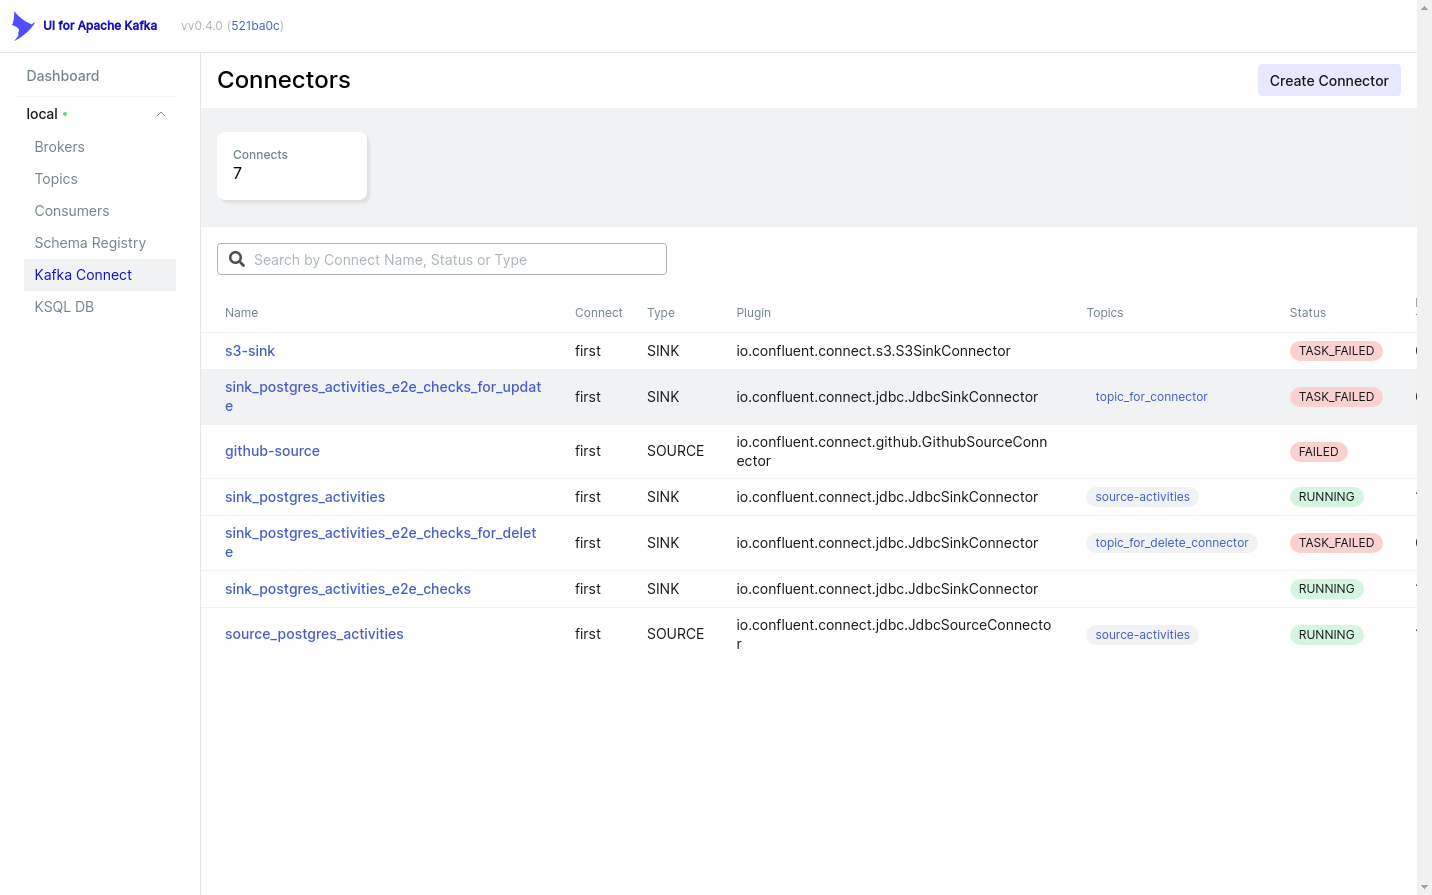 UI for Apache Kafka vv0.4.0 (521ba0c)
Dashboard
local
Brokers
Topics
Consumers
Schema Registry
Kafka Connect
KSQL DB
Connectors
Create Connector
Connects
7
Search by Connect Name, Status or Type
Name Connect Type Plugin Topics Status
s3-sink first SINK io.confluent.connect.s3.S3SinkConnector TASK_FAILED
sink_postgres_activities_e2e_checks_for_updat
e
first SINK io.confluent.connect.jdbc.JdbcSinkConnector topic_for_connector TASK_FAILED
github-source first SOURCE
io.confluent.connect.github.GithubSourceConn
ector
FAILED
sink_postgres_activities first SINK io.confluent.connect.jdbc.JdbcSinkConnector source-activities RUNNING
sink_postgres_activities_e2e_checks_for_delet
e
first SINK io.confluent.connect.jdbc.JdbcSinkConnector topic_for_delete_connector TASK_FAILED
sink_postgres_activities_e2e_checks first SINK io.confluent.connect.jdbc.JdbcSinkConnector RUNNING
source_postgres_activities first SOURCE
io.confluent.connect.jdbc.JdbcSourceConnecto
r
source-activities RUNNING